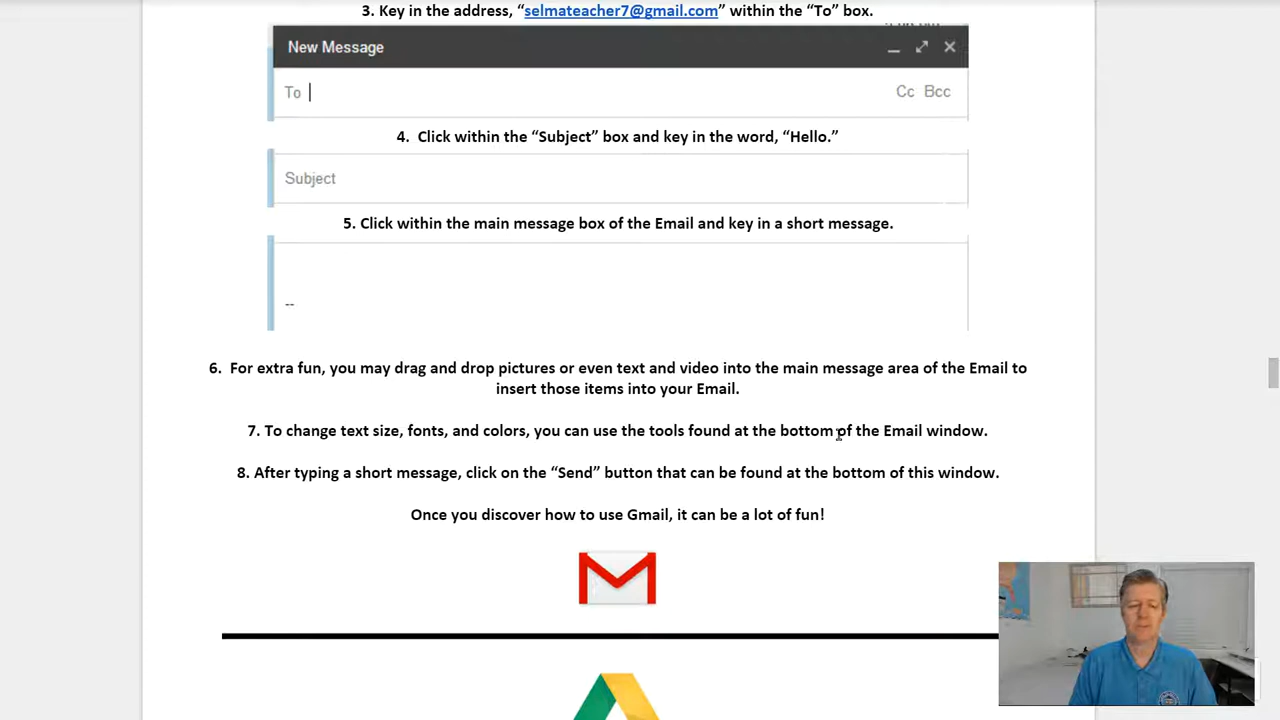 3. Key in the address, “selmateacher7@gmail.com” within the “To” box.
New Message
To
Cc Bcc
4. Click within the “Subject” box and key in the word, “Hello.”
Subject
5. Click within the main message box of the Email and key in a short message.
--
6. For extra fun, you may drag and drop pictures or even text and video into the main message area of the Email to
insert those items into your Email.
7. To change text size, fonts, and colors, you can use the tools found at the bottom of the Email window.
8. After typing a short message, click on the “Send” button that can be found at the bottom of this window.
Once you discover how to use Gmail, it can be a lot of fun!